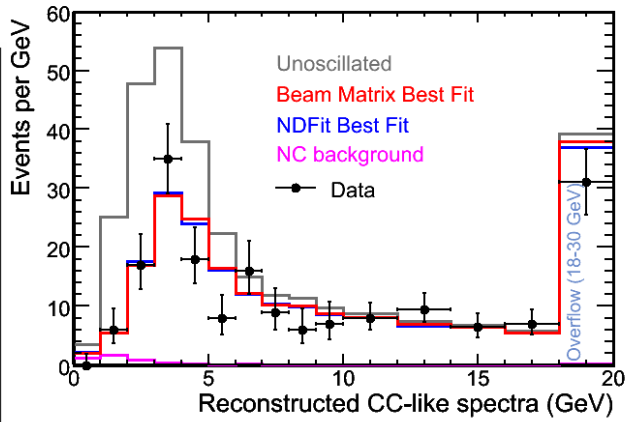 60
50
40
30
20
10
0
Events per GeV
Unoscillated
Beam Matrix Best Fit
NDFit Best Fit
NC background
Data
Overflow (18-30 GeV)
0 5 10 15 20
Reconstructed CC-like spectra (GeV)